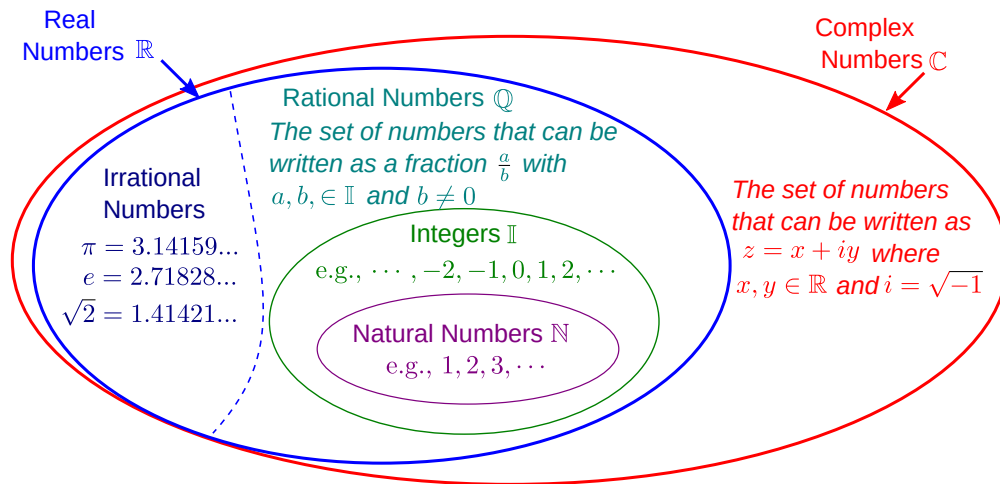 Real
Numbers ℝ
Complex
Numbers ℂ
Rational Numbers ℚ
The set of numbers that can be
written as a fraction a/b with
a, b, ∈ 𝕀 and b ≠ 0
Irrational
Numbers
π = 3.14159...
e = 2.71828...
√2 = 1.41421...
Integers 𝕀
e.g., ⋯ , −2, −1, 0, 1, 2, ⋯
Natural Numbers ℕ
e.g., 1, 2, 3, ⋯
The set of numbers
that can be written as
z = x + iy where
x, y ∈ ℝ and i = √−1